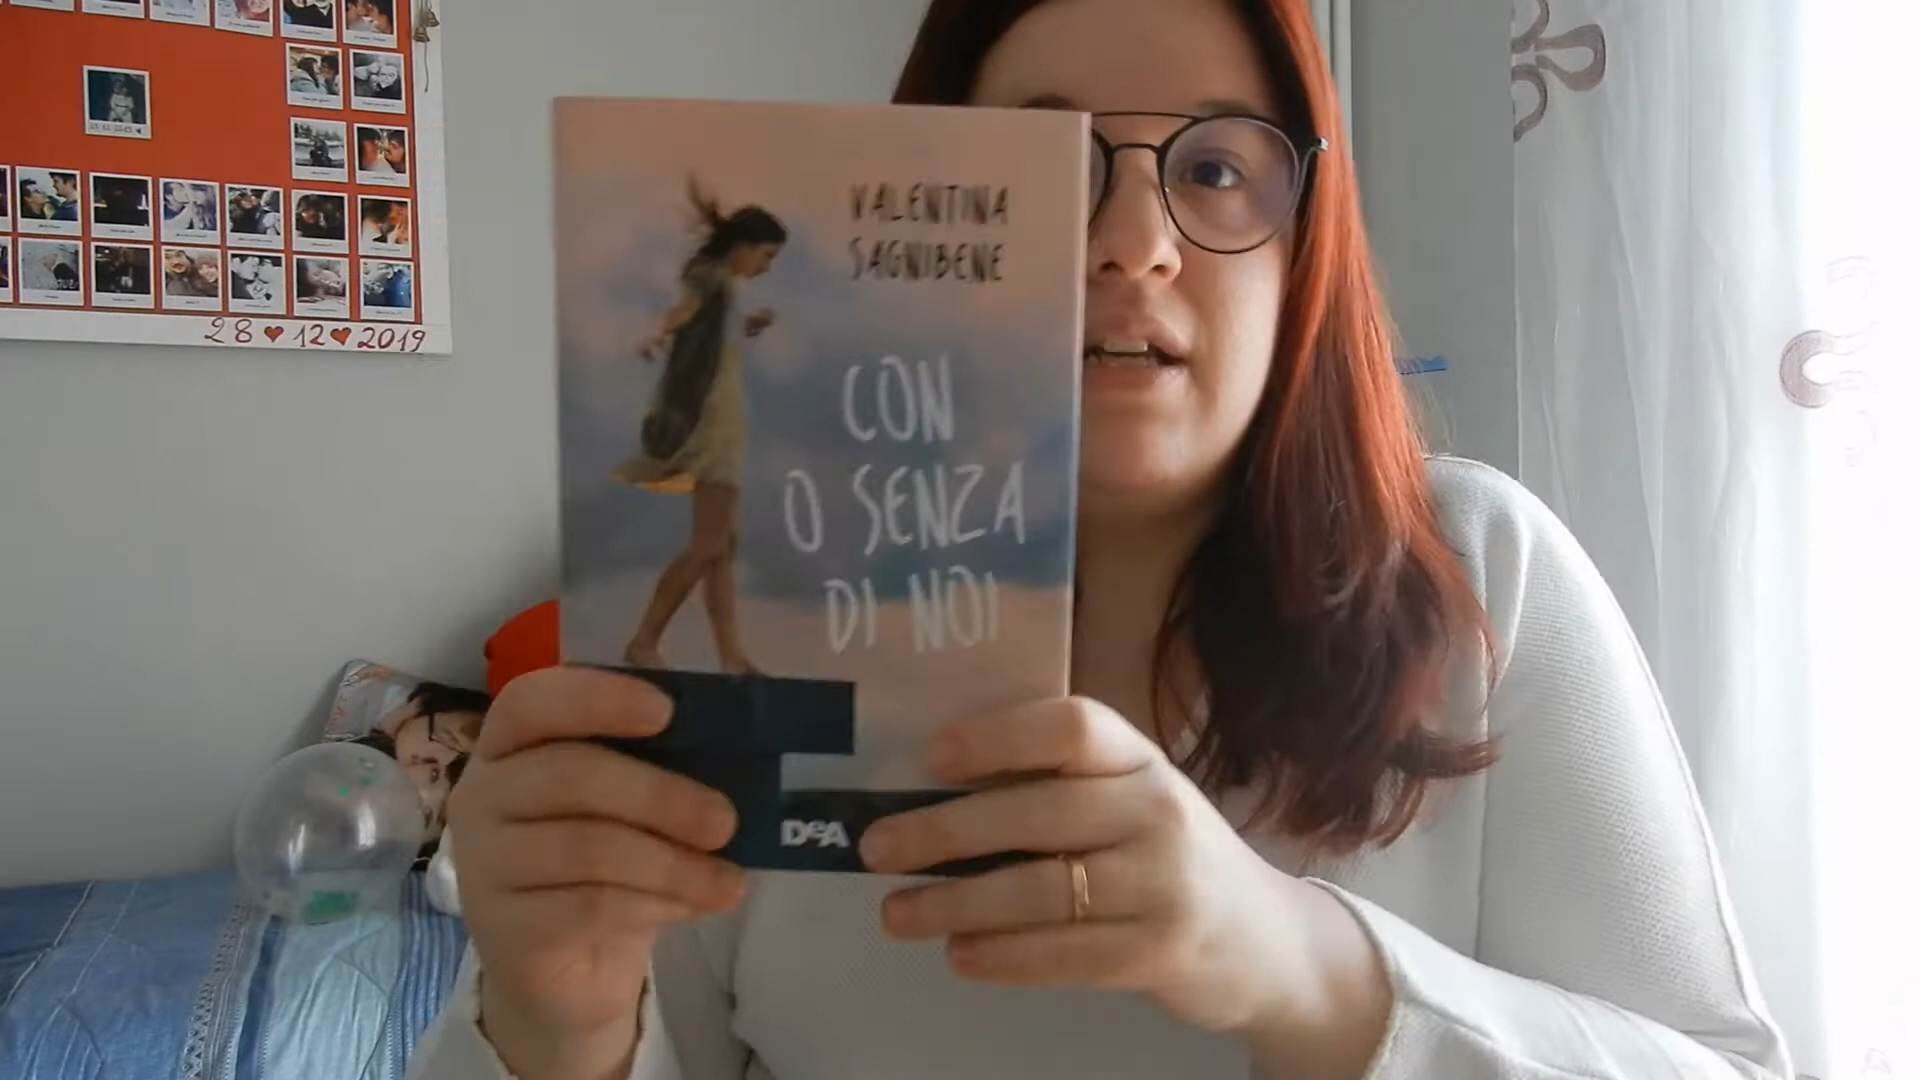 28 ♥ 12 ♥ 2019
VALENTINA
SAGNIBENE
CON
O SENZA
DI NOI
DeA